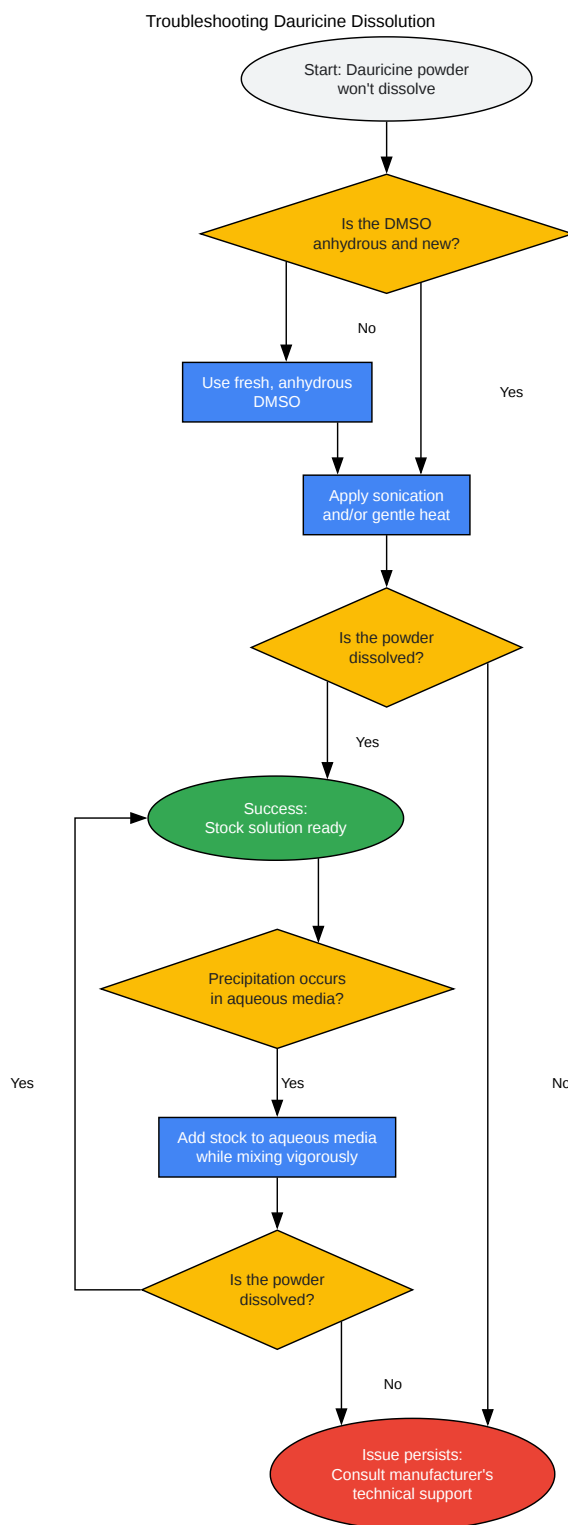 Troubleshooting Dauricine Dissolution
Start: Dauricine powder
won't dissolve
Is the DMSO
anhydrous and new?
No
Use fresh, anhydrous
DMSO
Yes
Apply sonication
and/or gentle heat
Is the powder
dissolved?
Yes
Success:
Stock solution ready
Precipitation occurs
in aqueous media?
Yes
Yes
No
Add stock to aqueous media
while mixing vigorously
Is the powder
dissolved?
No
Issue persists:
Consult manufacturer's
technical support